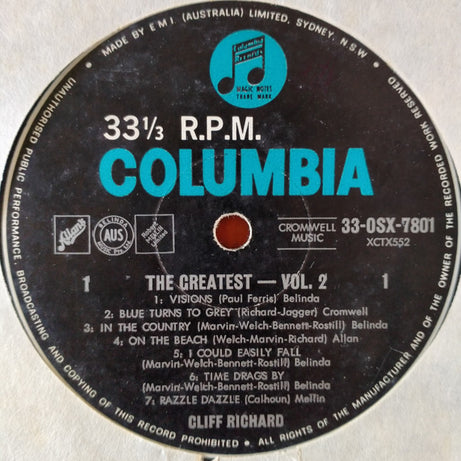 MADE BY E M I (AUSTRALIA) LIMITED, SYDNEY, N.S.W.
ALL RIGHTS OF THE MANUFACTURER AND OF THE OWNER OF THE RECORDED WORK RESERVED •
UNAUTHORISED PUBLIC PERFORMANCE, BROADCASTING AND COPYING OF THIS RECORD PROHIBITED •
Columbia
Records
MAGIC NOTES
TRADE MARK
33⅓ R.P.M.
COLUMBIA
Allans
BELINDA
AUS
MUSIC Pty. Ltd.
CROMWELL
MUSIC
33-OSX-7801
XCTX552
1 THE GREATEST — VOL. 2 1
1: VISIONS (Paul Ferris) Belinda
2: BLUE TURNS TO GREY (Richard-Jagger) Cromwell
3: IN THE COUNTRY (Marvin-Welch-Bennett-Rostill) Belinda
4: ON THE BEACH (Welch-Marvin-Richard) Allan
5: I COULD EASILY FALL
(Marvin-Welch-Bennett-Rostill) Belinda
6: TIME DRAGS BY
(Marvin-Welch-Bennett-Rostill) Belinda
7: RAZZLE DAZZLE (Calhoun) Mellin
CLIFF RICHARD